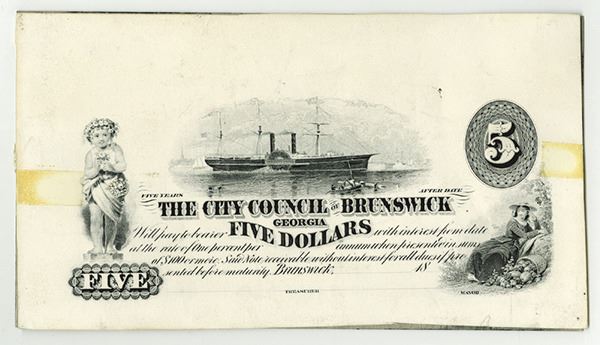 5
FIVE YEARS AFTER DATE
THE CITY COUNCIL OF BRUNSWICK
GEORGIA
Will pay to bearer FIVE DOLLARS with interest from date
at the rate of One percent per annum when presented in sums
of $100 or more. Said Note receivable without interest for all dues if pre
sented before maturity. Brunswick, 18
FIVE
TREASURER MAYOR